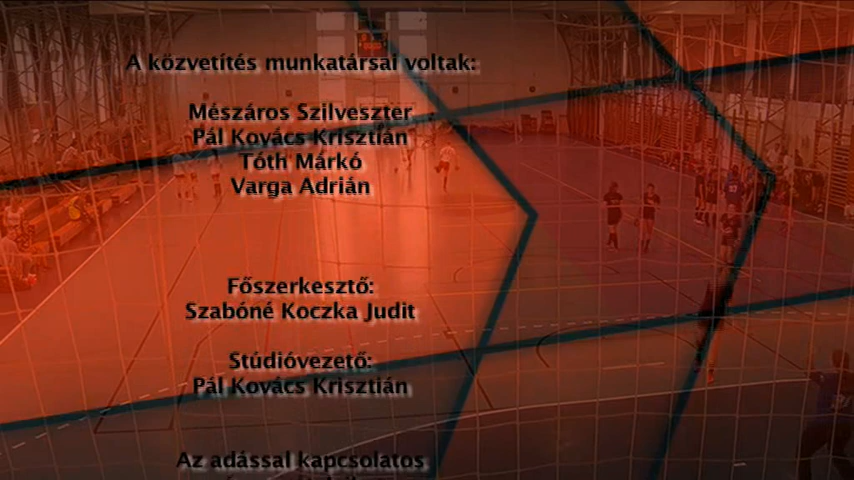 A közvetítés munkatársai voltak:
Mészáros Szilveszter
Pál Kovács Krisztián
Tóth Márkó
Varga Adrián
Főszerkesztő:
Szabóné Koczka Judit
Stúdióvezető:
Pál Kovács Krisztián
Az adással kapcsolatos